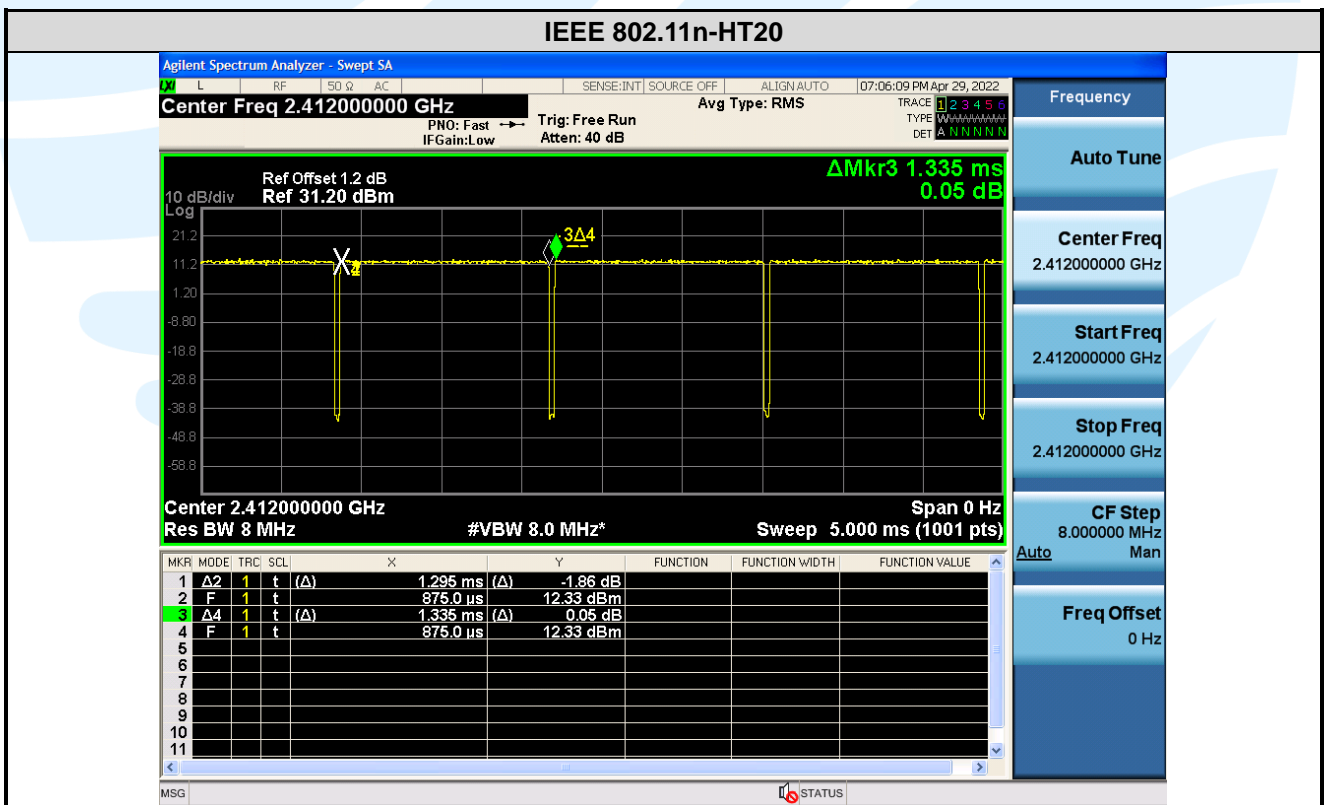 IEEE 802.11n-HT20
Agilent Spectrum Analyzer - Swept SA
LXI L RF 50 Ω AC SENSE:INT SOURCE OFF ALIGN AUTO 07:06:09 PM Apr 29, 2022
Center Freq 2.412000000 GHz
PNO: Fast
IFGain:Low
Trig: Free Run
Atten: 40 dB
Avg Type: RMS
TRACE 1 2 3 4 5 6
TYPE
DET A N N N N N
ΔMkr3 1.335 ms
0.05 dB
Ref Offset 1.2 dB
10 dB/div Ref 31.20 dBm
Log
21.2
11.2
1.20
-8.80
-18.8
-28.8
-38.8
-48.8
-58.8
3Δ4
Center 2.412000000 GHz Span 0 Hz
Res BW 8 MHz #VBW 8.0 MHz* Sweep 5.000 ms (1001 pts)
MKR MODE TRC SCL X Y FUNCTION FUNCTION WIDTH FUNCTION VALUE
1 Δ2 1 t (Δ) 1.295 ms (Δ) -1.86 dB
2 F 1 t 875.0 µs 12.33 dBm
3 Δ4 1 t (Δ) 1.335 ms (Δ) 0.05 dB
4 F 1 t 875.0 µs 12.33 dBm
5
6
7
8
9
10
11
MSG STATUS
Frequency
Auto Tune
Center Freq
2.412000000 GHz
Start Freq
2.412000000 GHz
Stop Freq
2.412000000 GHz
CF Step
8.000000 MHz
Auto Man
Freq Offset
0 Hz